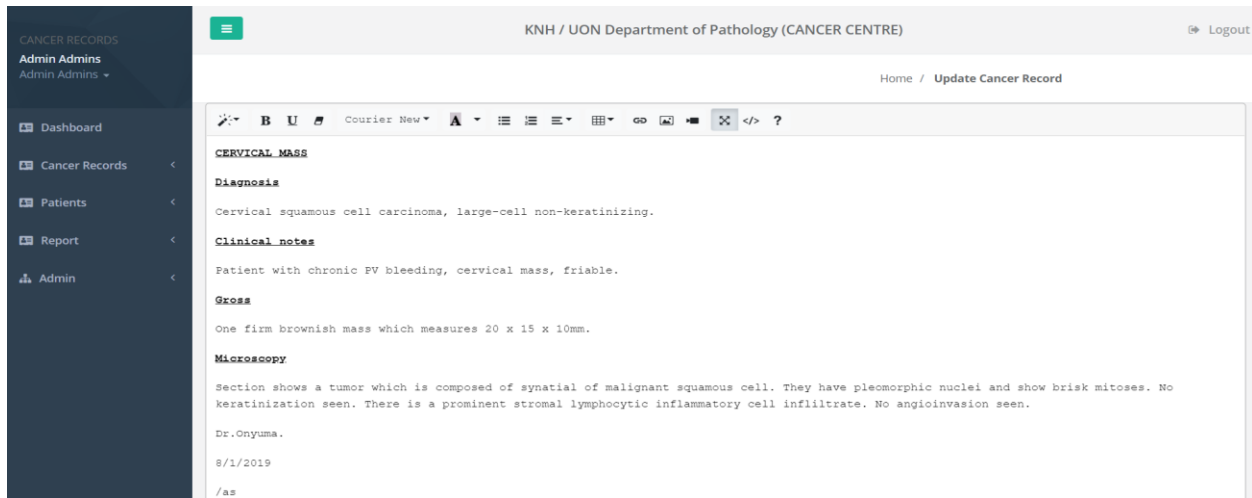 CANCER RECORDS
Admin Admins
Admin Admins
Dashboard
Cancer Records
Patients
Report
Admin
KNH / UON Department of Pathology (CANCER CENTRE)
Logout
Home / Update Cancer Record
B U Courier New A </> ?
CERVICAL MASS
Diagnosis
Cervical squamous cell carcinoma, large-cell non-keratinizing.
Clinical notes
Patient with chronic PV bleeding, cervical mass, friable.
Gross
One firm brownish mass which measures 20 x 15 x 10mm.
Microscopy
Section shows a tumor which is composed of synatial of malignant squamous cell. They have pleomorphic nuclei and show brisk mitoses. No
keratinization seen. There is a prominent stromal lymphocytic inflammatory cell infliltrate. No angioinvasion seen.
Dr.Onyuma.
8/1/2019
/as